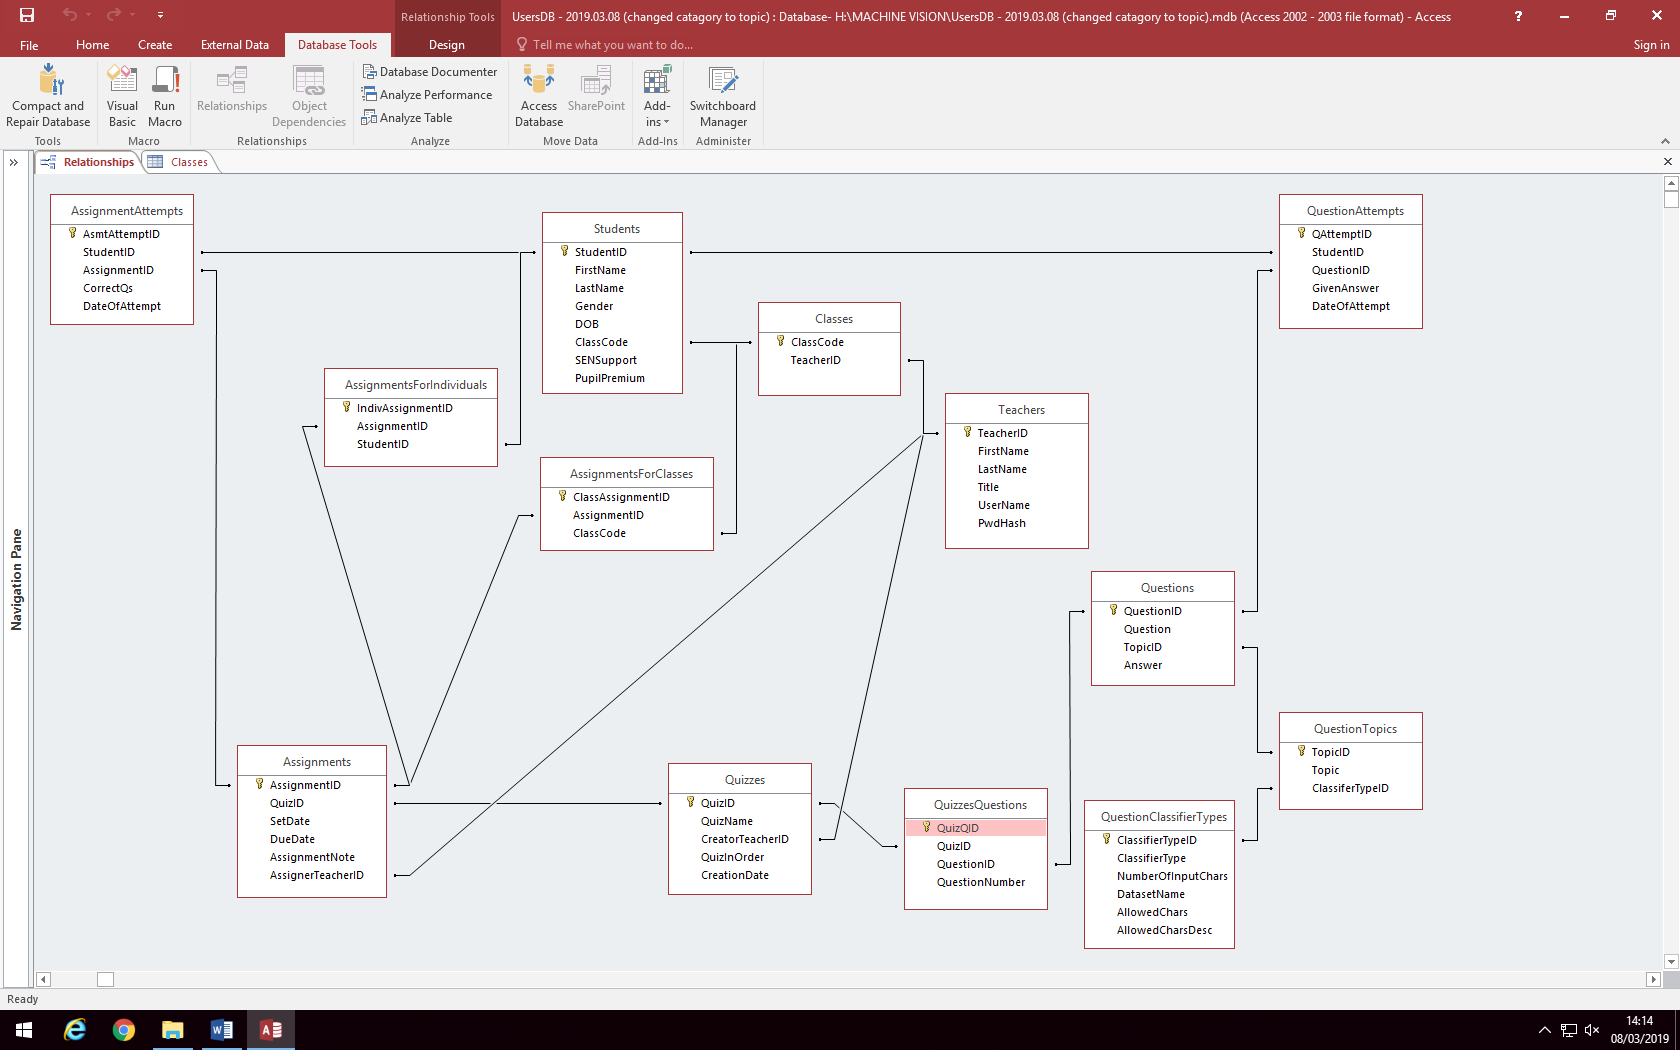 Relationship Tools
UsersDB - 2019.03.08 (changed catagory to topic) : Database- H:\MACHINE VISION\UsersDB - 2019.03.08 (changed catagory to topic).mdb (Access 2002 - 2003 file format) - Access
?
File Home Create External Data Database Tools Design Tell me what you want to do... Sign in
Compact and
Repair Database
Tools
Visual
Basic
Run
Macro
Macro
Relationships
Object
Dependencies
Relationships
Database Documenter
Analyze Performance
Analyze Table
Analyze
Access
Database
SharePoint
Move Data
Add-
ins
Add-Ins
Switchboard
Manager
Administer
Relationships
Classes
Navigation Pane
AssignmentAttempts
AsmtAttemptID
StudentID
AssignmentID
CorrectQs
DateOfAttempt
Students
StudentID
FirstName
LastName
Gender
DOB
ClassCode
SENSupport
PupilPremium
QuestionAttempts
QAttemptID
StudentID
QuestionID
GivenAnswer
DateOfAttempt
Classes
ClassCode
TeacherID
AssignmentsForIndividuals
IndivAssignmentID
AssignmentID
StudentID
Teachers
TeacherID
FirstName
LastName
Title
UserName
PwdHash
AssignmentsForClasses
ClassAssignmentID
AssignmentID
ClassCode
Questions
QuestionID
Question
TopicID
Answer
QuestionTopics
TopicID
Topic
ClassiferTypeID
Assignments
AssignmentID
QuizID
SetDate
DueDate
AssignmentNote
AssignerTeacherID
Quizzes
QuizID
QuizName
CreatorTeacherID
QuizInOrder
CreationDate
QuizzesQuestions
QuizQID
QuizID
QuestionID
QuestionNumber
QuestionClassifierTypes
ClassifierTypeID
ClassifierType
NumberOfInputChars
DatasetName
AllowedChars
AllowedCharsDesc
Ready
14:14
08/03/2019